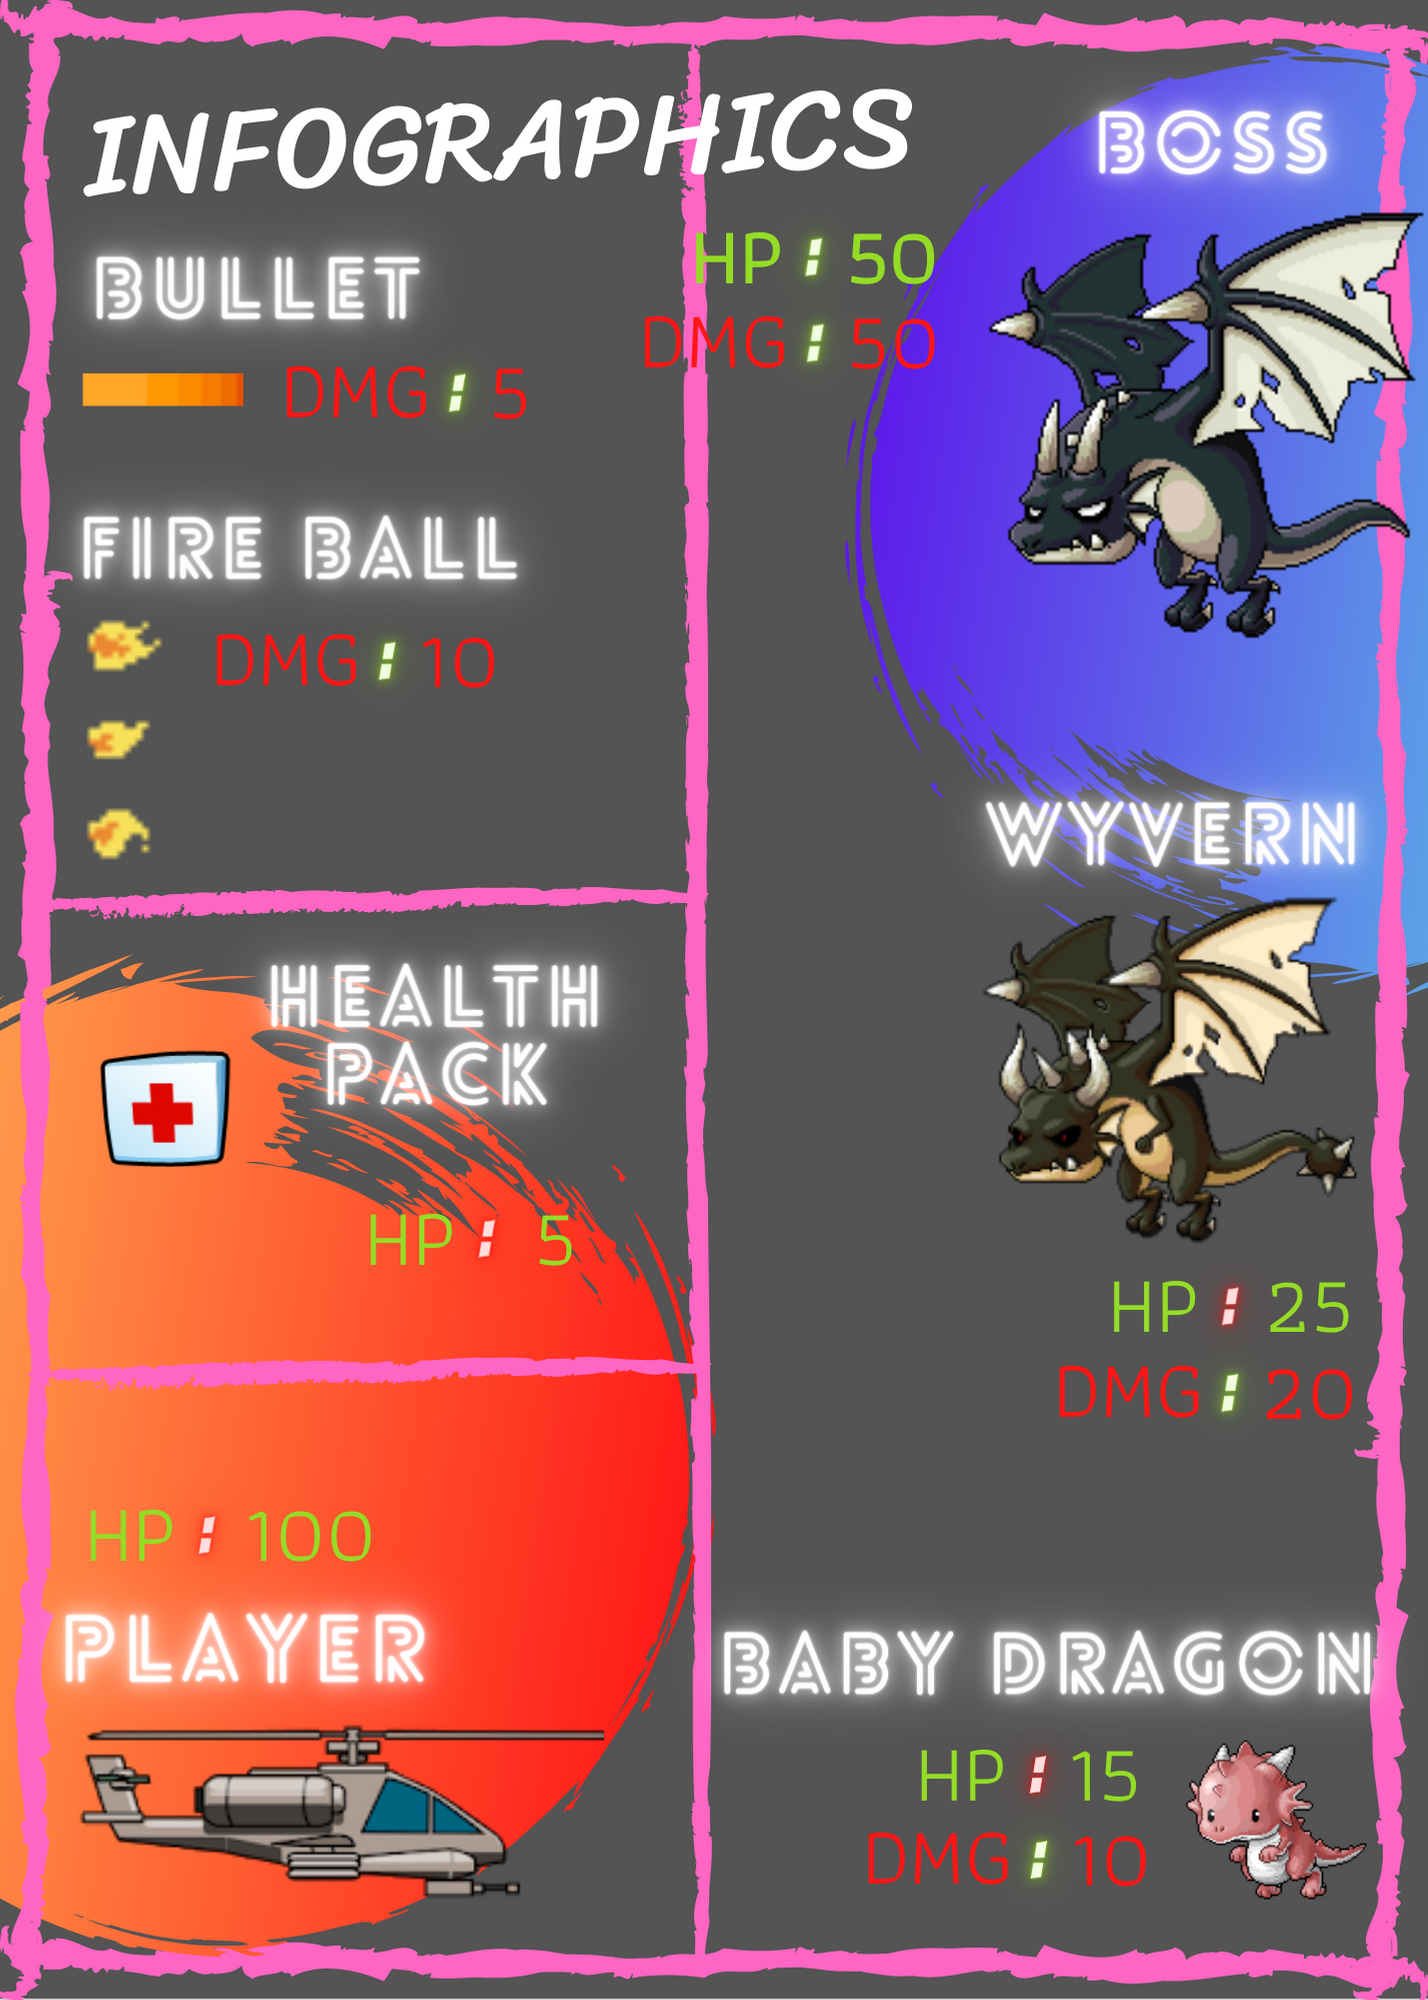 INFOGRAPHICS
BULLET
DMG : 5
FIRE BALL
DMG : 10
HEALTH
PACK
HP : 5
HP : 100
PLAYER
BOSS
HP : 50
DMG : 50
WYVERN
HP : 25
DMG : 20
BABY DRAGON
HP : 15
DMG : 10